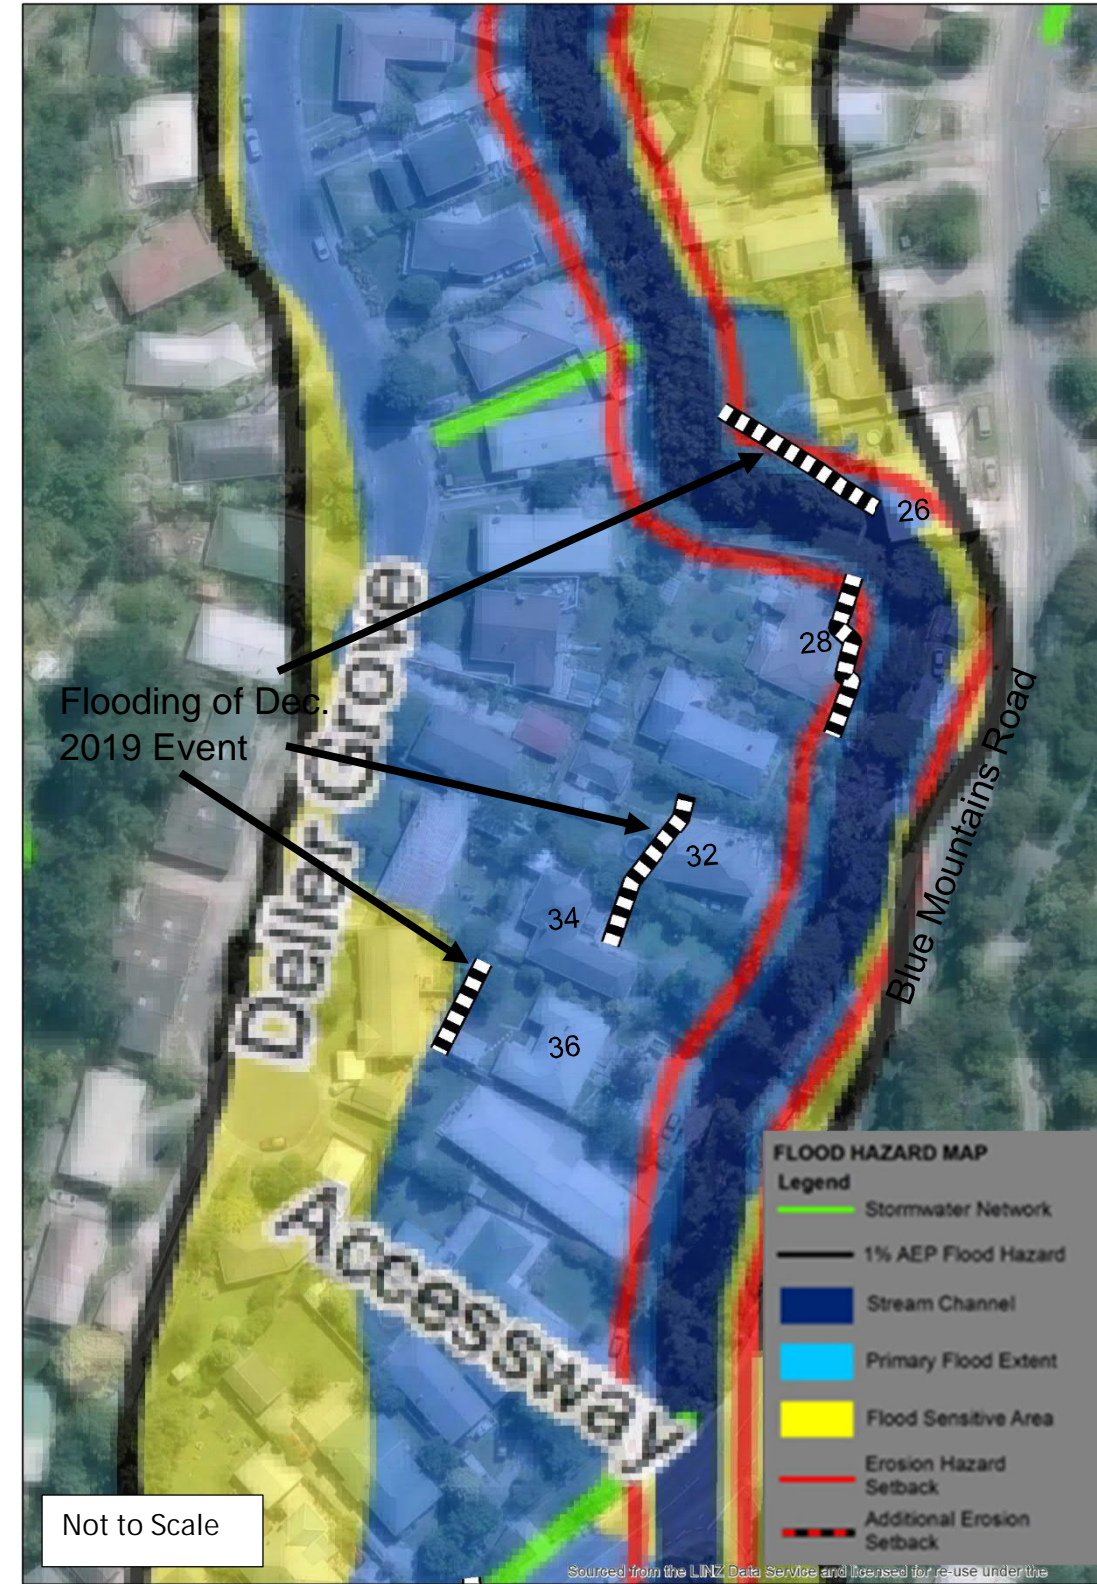 26
28
Flooding of Dec.
2019 Event
Deller Grove
Blue Mountains Road
32
34
36
Accessway
FLOOD HAZARD MAP
Legend
Stormwater Network
1% AEP Flood Hazard
Stream Channel
Primary Flood Extent
Flood Sensitive Area
Erosion Hazard
Setback
Additional Erosion
Setback
Not to Scale
Sourced from the LINZ Data Service and licensed for re-use under the